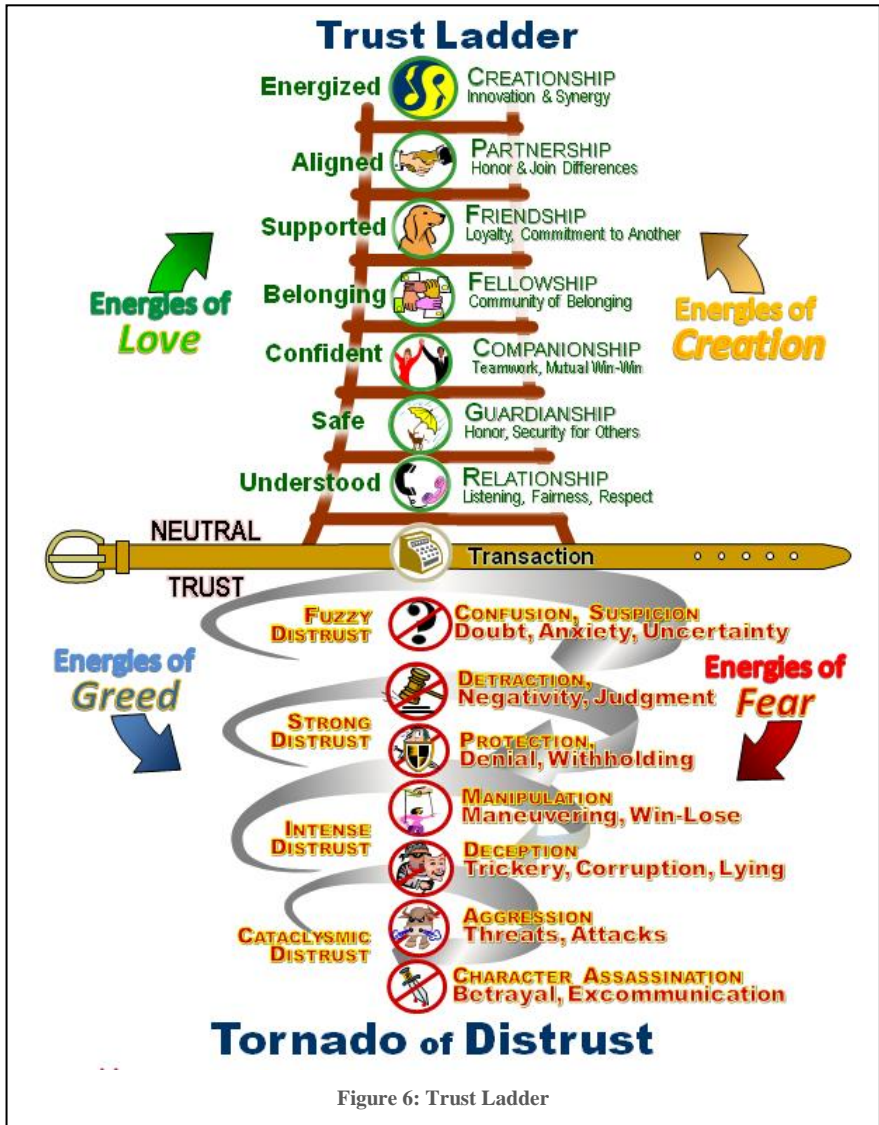 Trust Ladder
Energized
CREATIONSHIP
Innovation & Synergy
Aligned
PARTNERSHIP
Honor & Join Differences
Supported
FRIENDSHIP
Loyalty, Commitment to Another
Energies of
Love
Energies of
Creation
Belonging
FELLOWSHIP
Community of Belonging
Confident
COMPANIONSHIP
Teamwork, Mutual Win-Win
Safe
GUARDIANSHIP
Honor, Security for Others
Understood
RELATIONSHIP
Listening, Fairness, Respect
NEUTRAL
Transaction
TRUST
FUZZY
DISTRUST
CONFUSION, SUSPICION
Doubt, Anxiety, Uncertainty
Energies of
Greed
Energies of
Fear
DETRACTION,
Negativity, Judgment
STRONG
DISTRUST
PROTECTION,
Denial, Withholding
MANIPULATION
Maneuvering, Win-Lose
INTENSE
DISTRUST
DECEPTION
Trickery, Corruption, Lying
AGGRESSION
Threats, Attacks
CATACLYSMIC
DISTRUST
CHARACTER ASSASSINATION
Betrayal, Excommunication
Tornado of Distrust
Figure 6: Trust Ladder